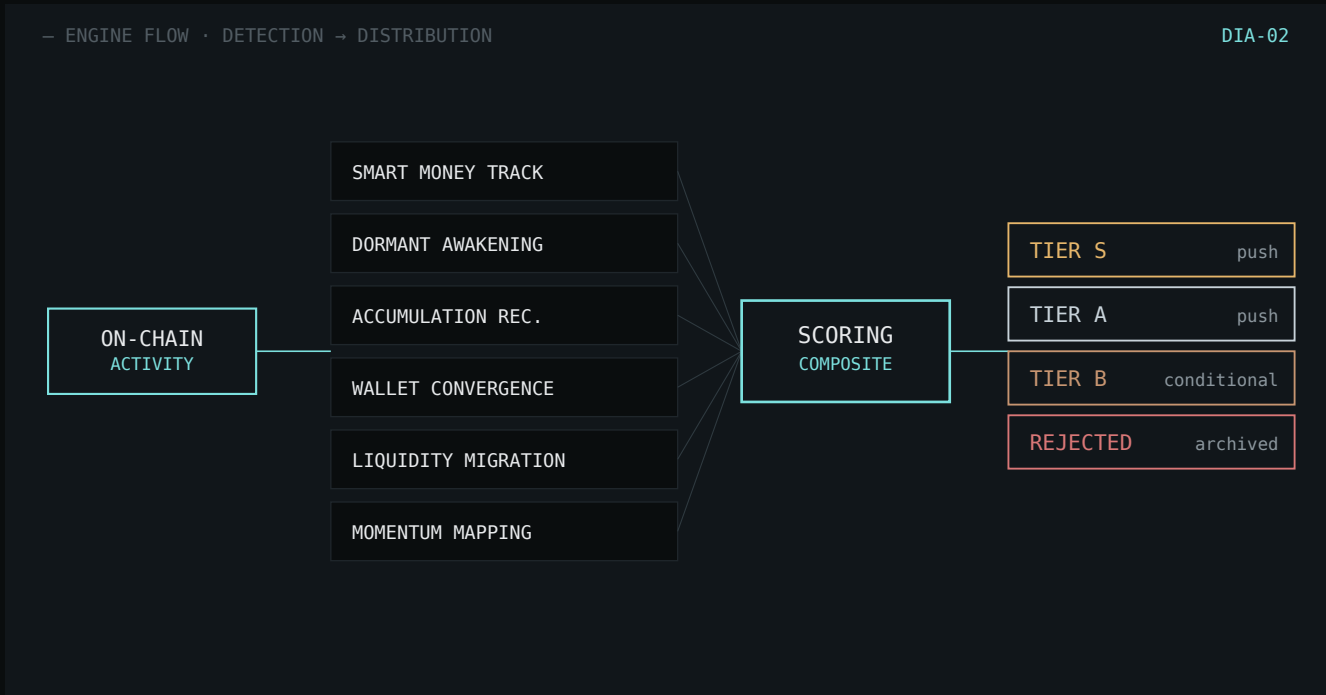 — ENGINE FLOW · DETECTION → DISTRIBUTION
DIA-02
ON-CHAIN
ACTIVITY
SMART MONEY TRACK
DORMANT AWAKENING
ACCUMULATION REC.
WALLET CONVERGENCE
LIQUIDITY MIGRATION
MOMENTUM MAPPING
SCORING
COMPOSITE
TIER S push
TIER A push
TIER B conditional
REJECTED archived